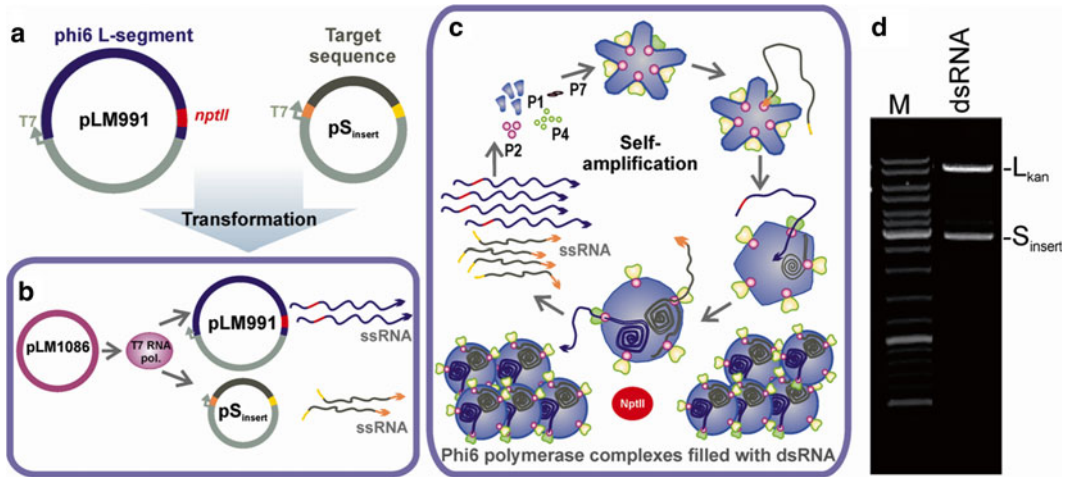 a
phi6 L-segment
T7
pLM991
nptII
Target
sequence
T7
pSinsert
Transformation
b
pLM1086
T7 RNA
pol.
pLM991
ssRNA
pSinsert
ssRNA
c
P1
P7
P4
P2
Self-
amplification
ssRNA
NptII
Phi6 polymerase complexes filled with dsRNA
d
M
dsRNA
-Lkan
-Sinsert